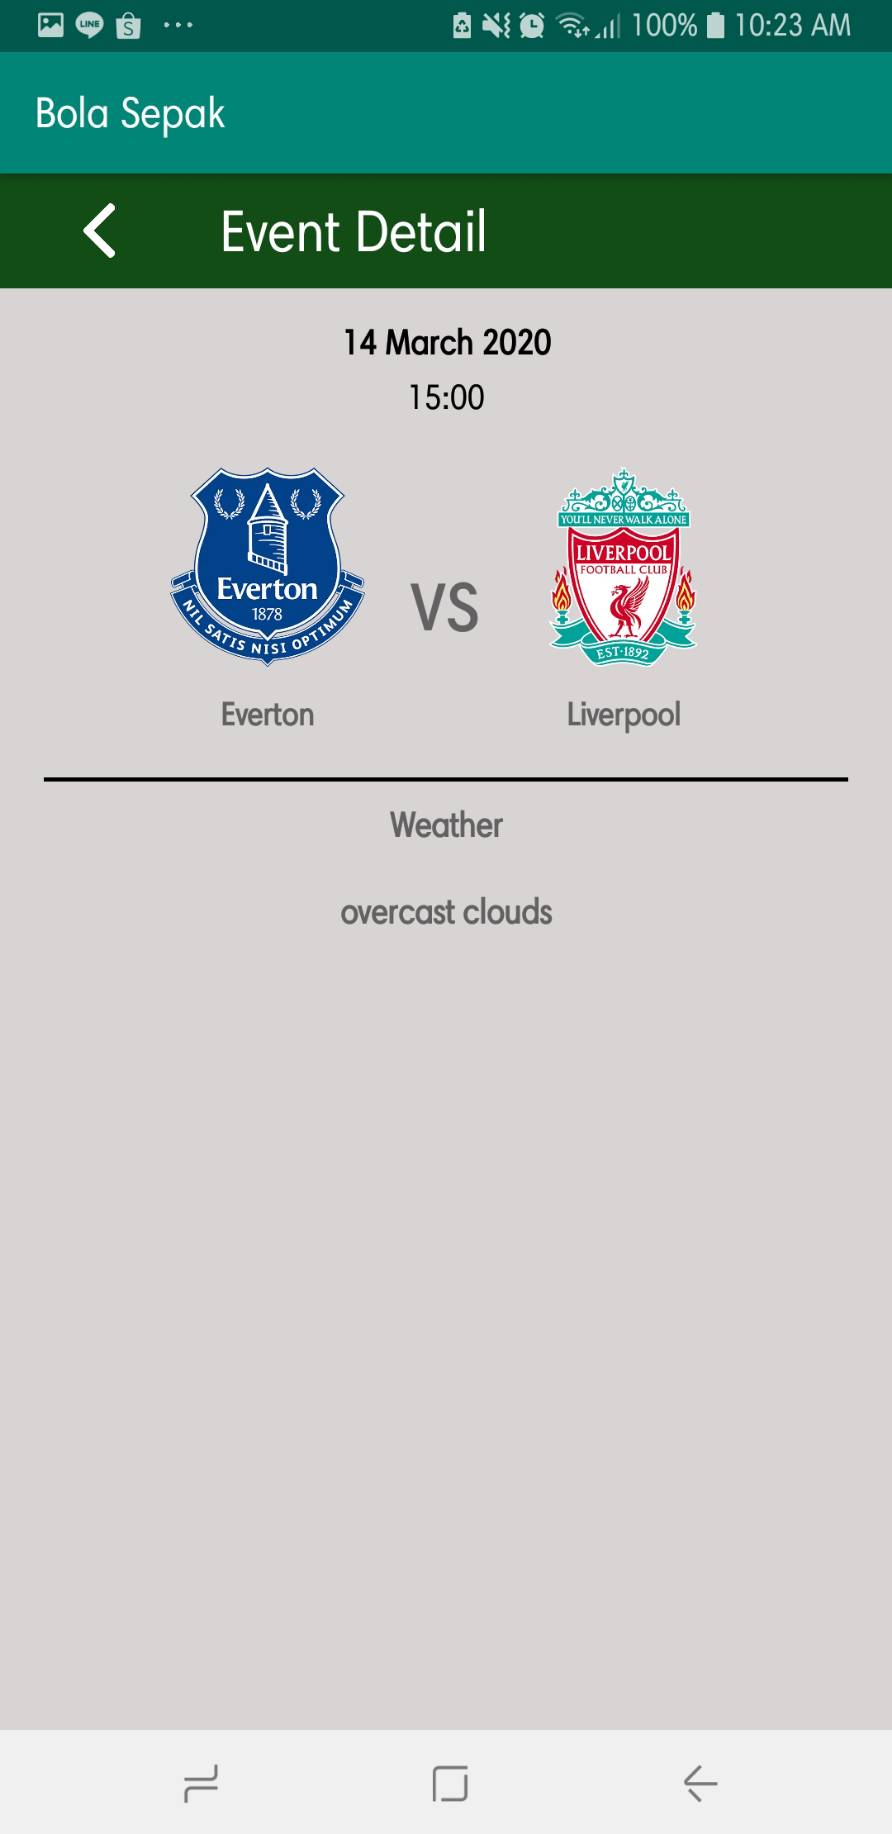 LINE
S
100%
10:23 AM
Bola Sepak
Event Detail
14 March 2020
15:00
Everton
1878
NIL SATIS NISI OPTIMUM
VS
YOU'LL NEVER WALK ALONE
LIVERPOOL
FOOTBALL CLUB
EST·1892
Everton
Liverpool
Weather
overcast clouds